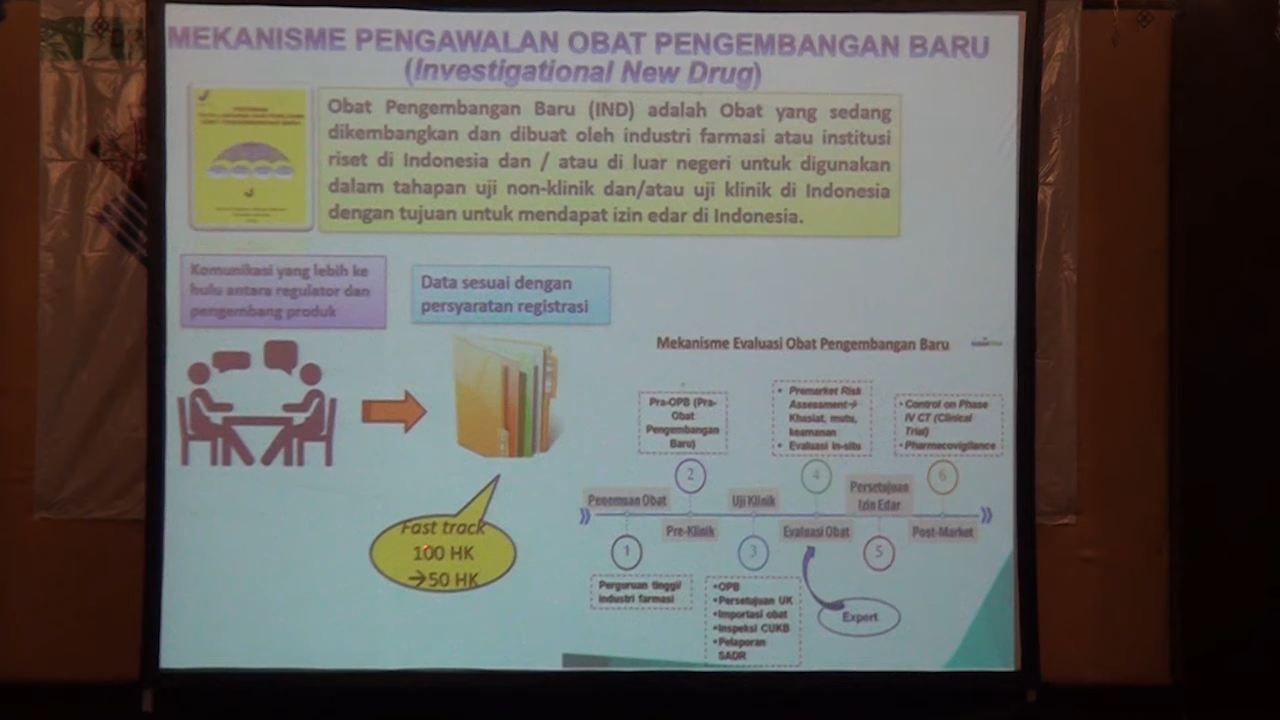 MEKANISME PENGAWALAN OBAT PENGEMBANGAN BARU
(Investigational New Drug)
Obat Pengembangan Baru (IND) adalah Obat yang sedang
dikembangkan dan dibuat oleh industri farmasi atau institusi
riset di Indonesia dan / atau di luar negeri untuk digunakan
dalam tahapan uji non-klinik dan/atau uji klinik di Indonesia
dengan tujuan untuk mendapat izin edar di Indonesia.
Komunikasi yang lebih ke
hulu antara regulator dan
pengembang produk
Data sesuai dengan
persyaratan registrasi
Fast track
100 HK
→50 HK
Mekanisme Evaluasi Obat Pengembangan Baru
Pra-OPB (Pra-
Obat
Pengembangan
Baru)
• Premarket Risk
Assessment→
Khasiat, mutu,
keamanan
• Evaluasi in-situ
• Control on Phase
IV CT (Clinical
Trial)
• Pharmacovigilance
2
4
6
Penemuan Obat
Uji Klinik
Persetujuan
Izin Edar
Pre-Klinik
Evaluasi Obat
Post-Market
1
3
5
Perguruan tinggi/
industri farmasi
•OPB
•Persetujuan UK
•Importasi obat
•Inspeksi CUKB
•Pelaporan
SADR
Expert